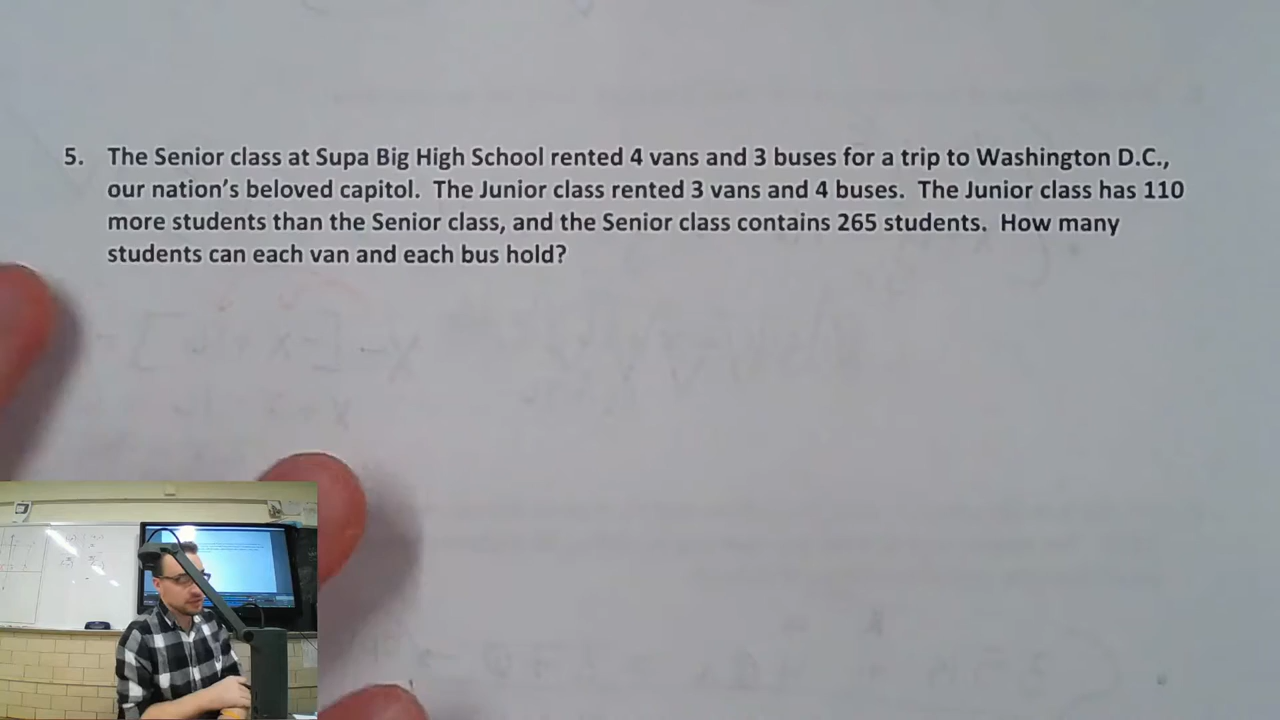 5. The Senior class at Supa Big High School rented 4 vans and 3 buses for a trip to Washington D.C.,
our nation's beloved capitol. The Junior class rented 3 vans and 4 buses. The Junior class has 110
more students than the Senior class, and the Senior class contains 265 students. How many
students can each van and each bus hold?